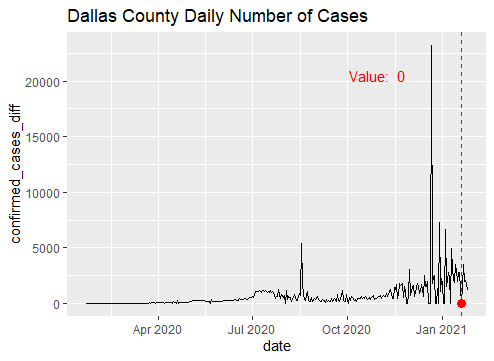 Dallas County Daily Number of Cases
Value:  0
confirmed_cases_diff
20000
15000
10000
5000
0
Apr 2020
Jul 2020
Oct 2020
Jan 2021
date